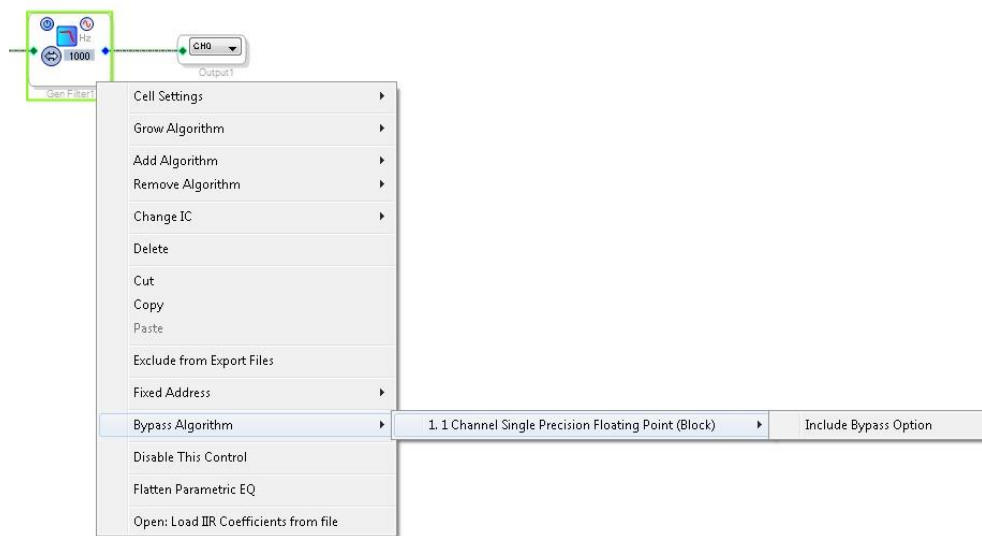 Hz
1000
CH0
Gen Filter1
Output1
Cell Settings
Grow Algorithm
Add Algorithm
Remove Algorithm
Change IC
Delete
Cut
Copy
Paste
Exclude from Export Files
Fixed Address
Bypass Algorithm
1. 1 Channel Single Precision Floating Point (Block)
Include Bypass Option
Disable This Control
Flatten Parametric EQ
Open: Load IIR Coefficients from file